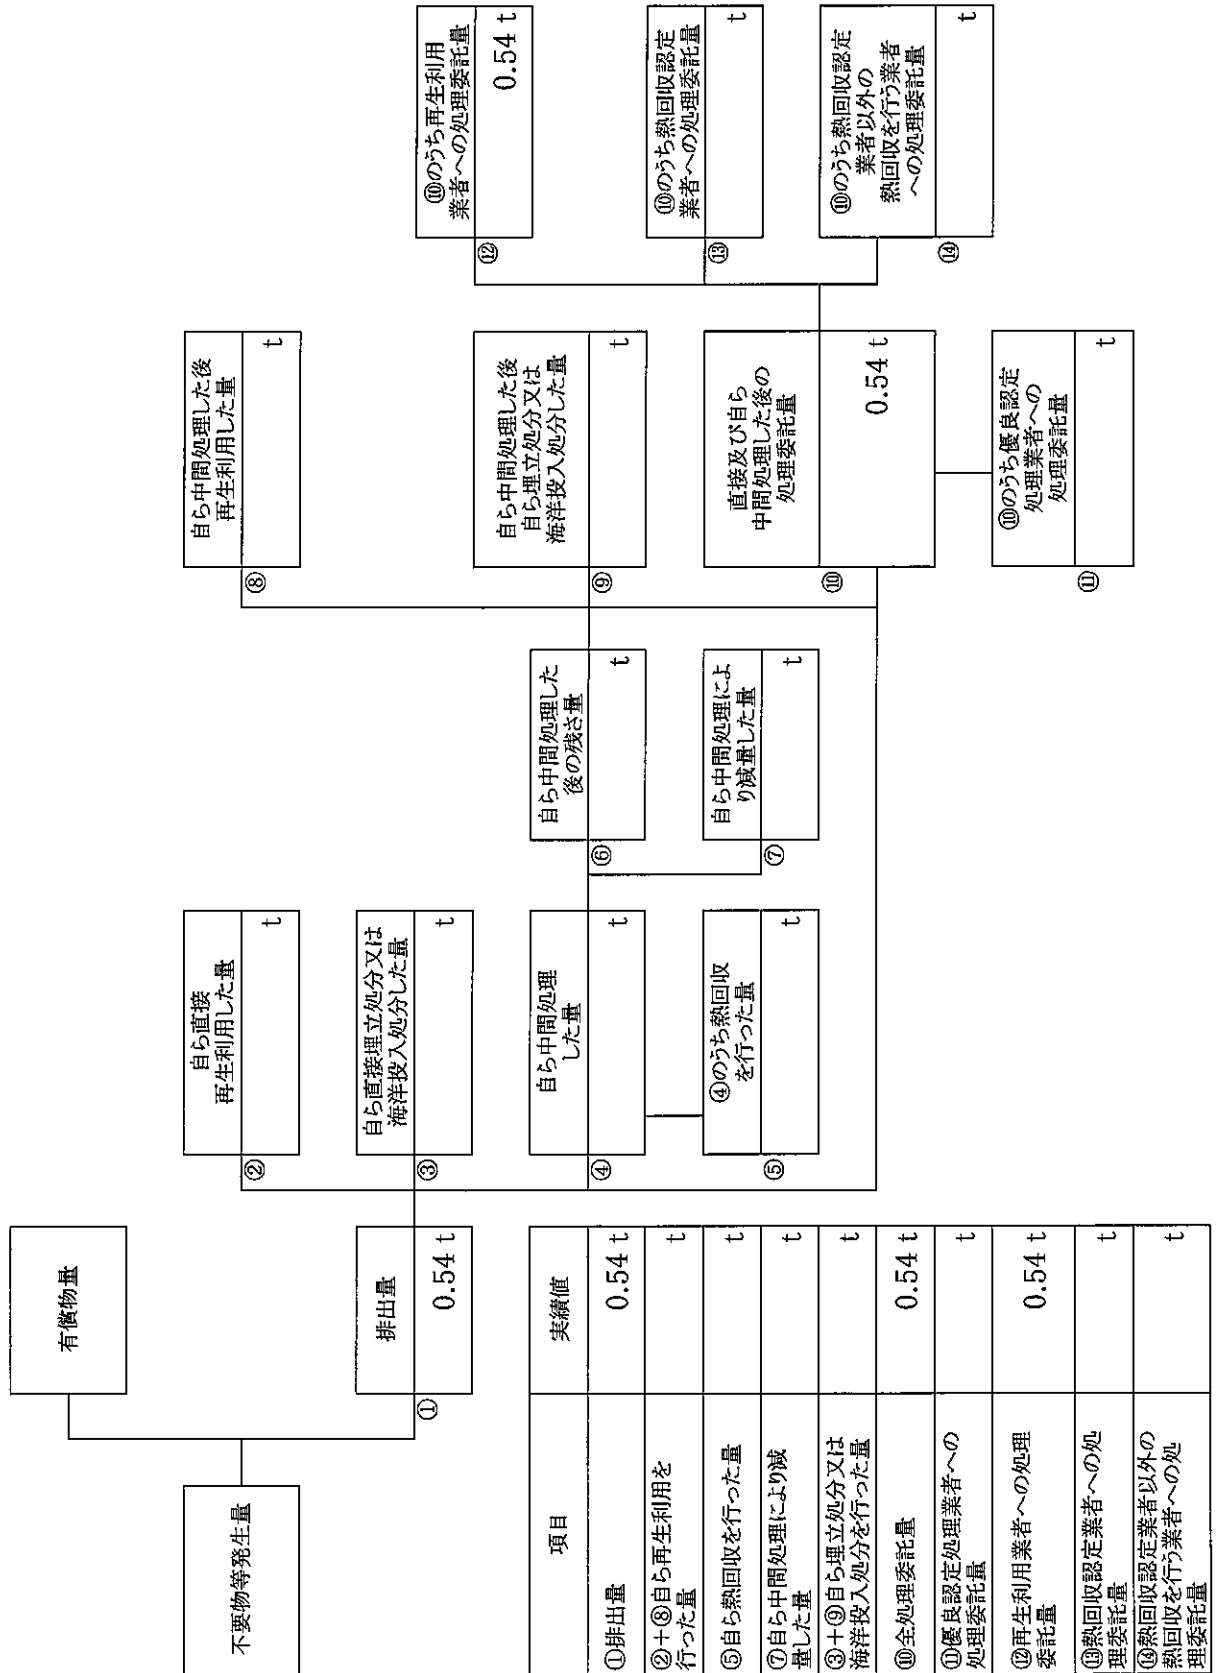 不要物等発生量
有償物量
排出量
①
0.54 t
自ら直接
再生利用した量
②
t
自ら直接埋立処分又は
海洋投入処分した量
③
t
自ら中間処理
した量
④
t
④のうち熱回収
を行った量
⑤
t
自ら中間処理した
後の残さ量
⑥
t
自ら中間処理によ
り減量した量
⑦
t
自ら中間処理した後
再生利用した量
⑧
t
自ら中間処理した後
自ら埋立処分又は
海洋投入処分した量
⑨
t
直接及び自ら
中間処理した後の
処理委託量
⑩
0.54 t
⑩のうち優良認定
処理業者への
処理委託量
⑪
t
⑩のうち再生利用
業者への処理委託量
⑫
0.54 t
⑩のうち熱回収認定
業者への処理委託量
⑬
t
⑩のうち熱回収認定
業者以外の
熱回収を行う業者
への処理委託量
⑭
t
項目
実績値
①排出量
0.54 t
②+⑧自ら再生利用を
行った量
t
⑤自ら熱回収を行った量
t
⑦自ら中間処理により減
量した量
t
③+⑨自ら埋立処分又は
海洋投入処分を行った量
t
⑩全処理委託量
0.54 t
⑪優良認定処理業者への
処理委託量
t
⑫再生利用業者への処理
委託量
0.54 t
⑬熱回収認定業者への処
理委託量
t
⑭熱回収認定業者以外の
熱回収を行う業者への処
理委託量
t